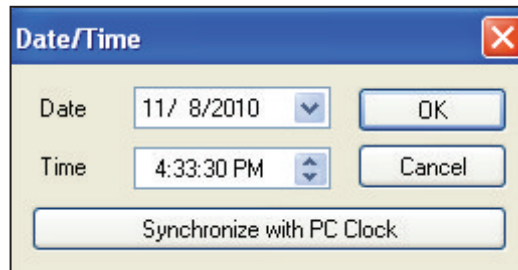 Date/Time
Date 11/ 8/2010 OK
Time 4:33:30 PM Cancel
Synchronize with PC Clock